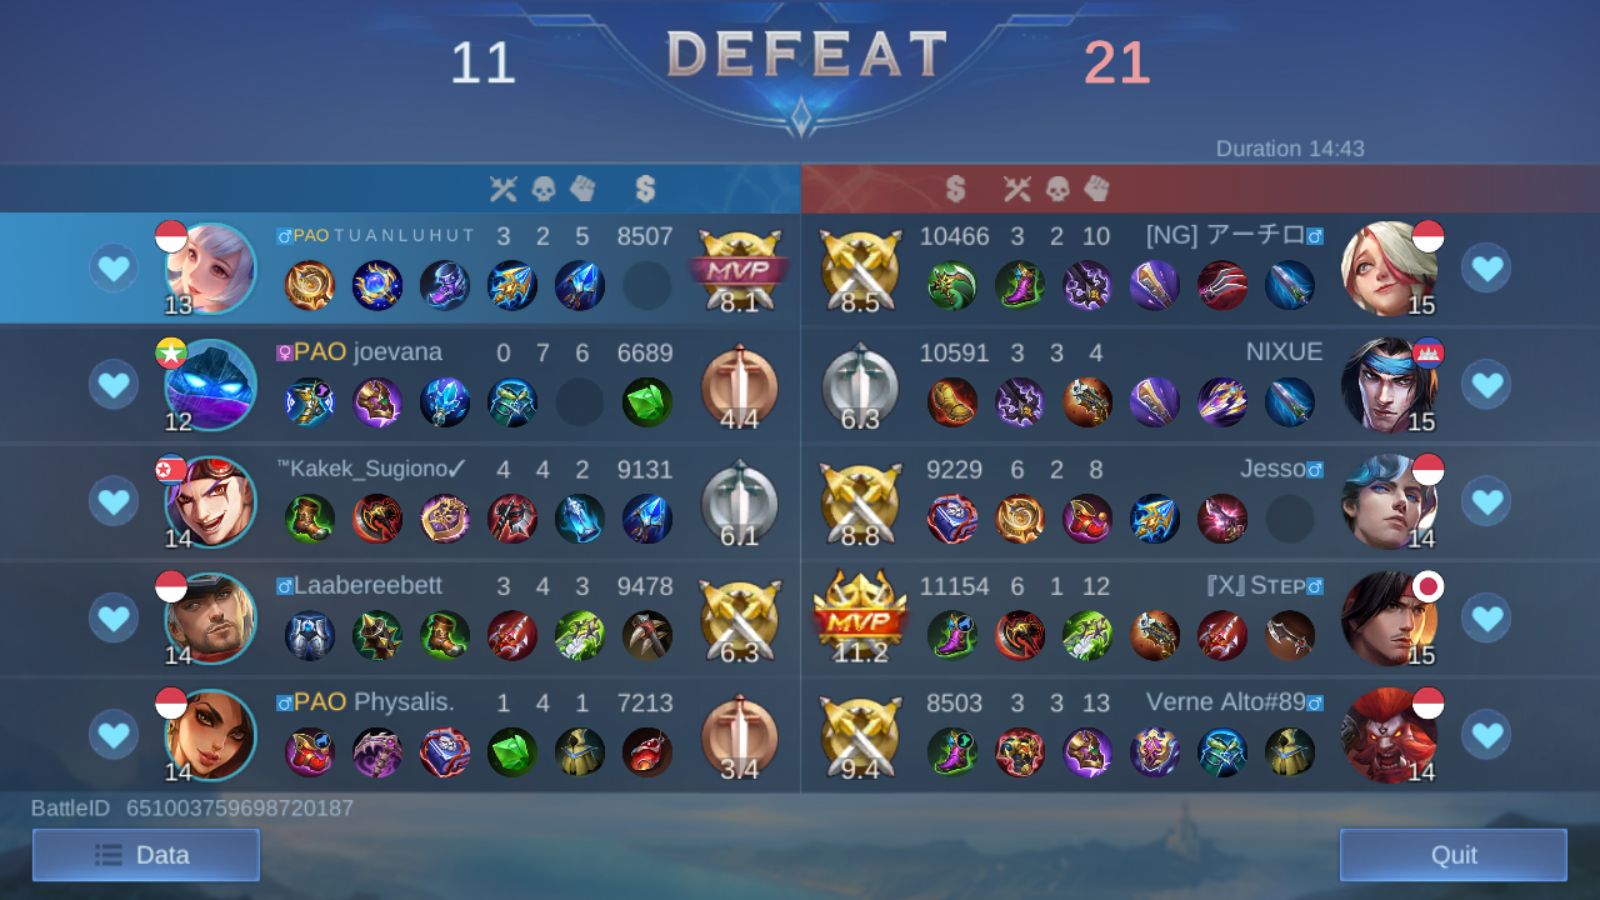 11 DEFEAT 21
Duration 14:43
PAO TUANLUHUT 3 2 5 8507
MVP
13 8.1
10466 3 2 10 [NG] アーチロ
8.5 15
PAO joevana 0 7 6 6689
12 4.4
10591 3 3 4 NIXUE
6.3 15
™Kakek_Sugiono✓ 4 4 2 9131
14 6.1
9229 6 2 8 Jesso
8.8 14
Laabereebett 3 4 3 9478
14 6.3
11154 6 1 12 『X』STEP
MVP
11.2 15
PAO Physalis. 1 4 1 7213
14 3.4
8503 3 3 13 Verne Alto#89
9.4 14
BattleID 651003759698720187
Data
Quit